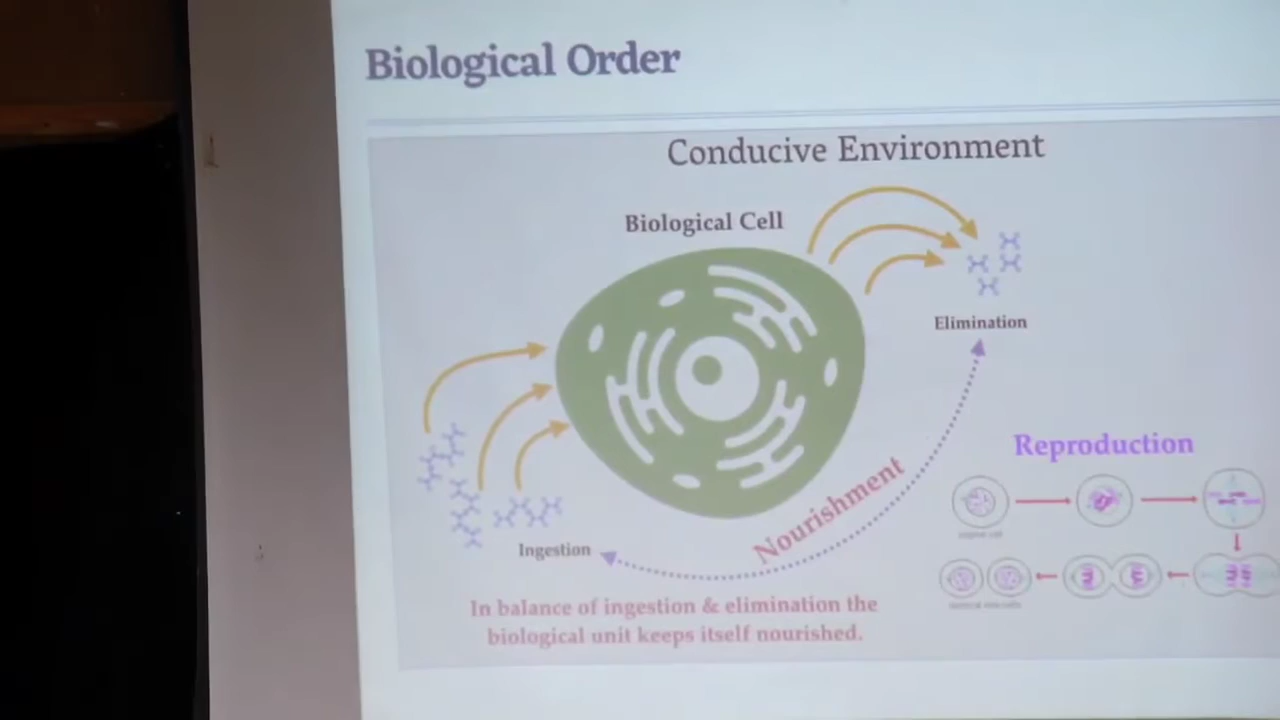 Biological Order
Conducive Environment
Biological Cell
Elimination
Reproduction
Nourishment
Ingestion
In balance of ingestion & elimination the
biological unit keeps itself nourished.